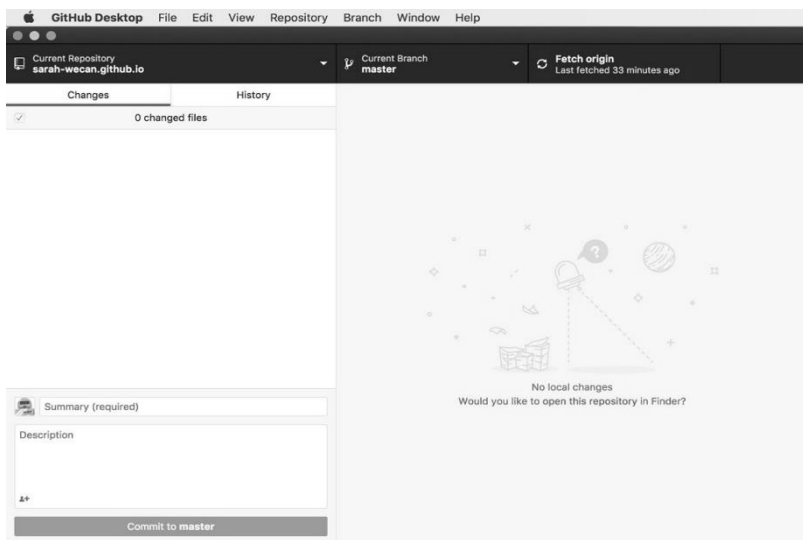 GitHub Desktop File Edit View Repository Branch Window Help
Current Repository
sarah-wecan.github.io
Current Branch
master
Fetch origin
Last fetched 33 minutes ago
Changes History
0 changed files
?
No local changes
Would you like to open this repository in Finder?
Summary (required)
Description
Commit to master